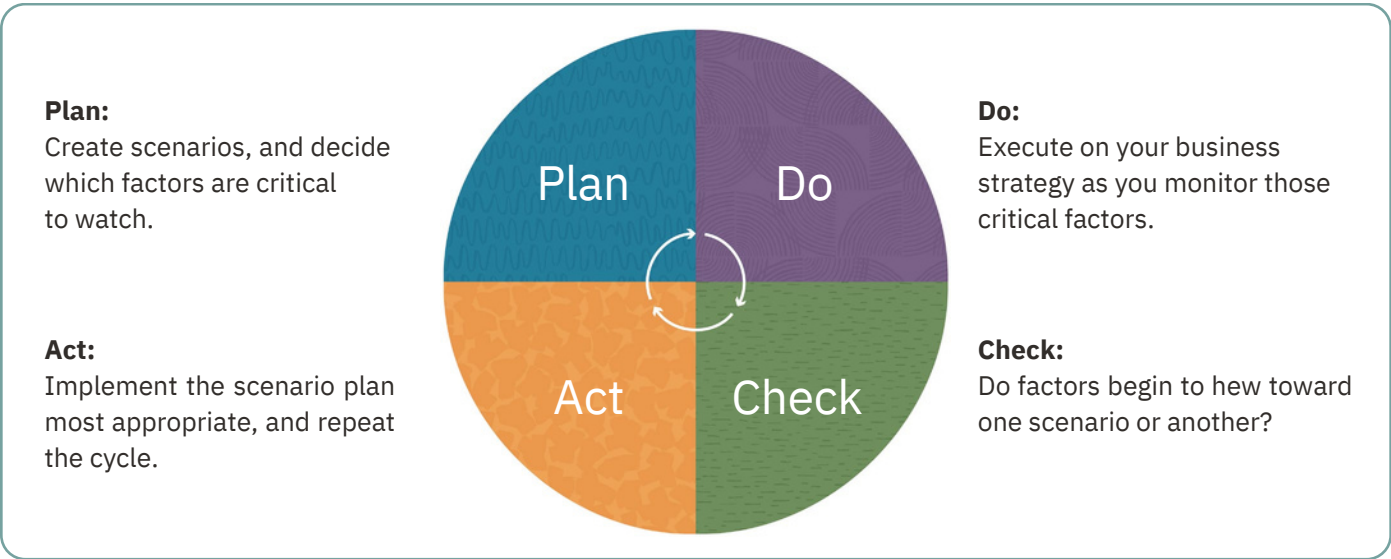 Plan:
Create scenarios, and decide
which factors are critical
to watch.
Plan
Do
Do:
Execute on your business
strategy as you monitor those
critical factors.
Act:
Implement the scenario plan
most appropriate, and repeat
the cycle.
Act
Check
Check:
Do factors begin to hew toward
one scenario or another?